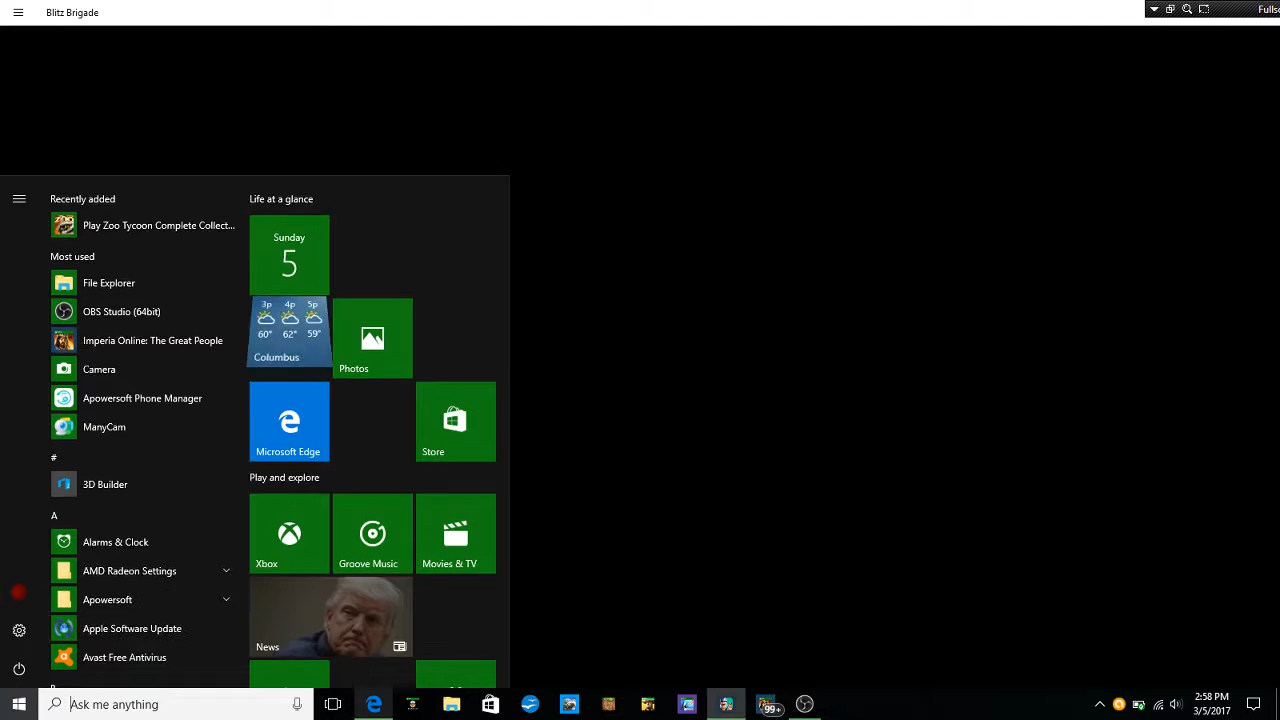 Blitz Brigade
Fulls
Recently added
Play Zoo Tycoon Complete Collect...
Most used
File Explorer
OBS Studio (64bit)
Imperia Online: The Great People
Camera
Apowersoft Phone Manager
ManyCam
#
3D Builder
A
Alarms & Clock
AMD Radeon Settings
Apowersoft
Apple Software Update
Avast Free Antivirus
Life at a glance
Sunday
5
3p 4p 5p
60° 62° 59°
Columbus
Photos
Microsoft Edge
Store
Play and explore
Xbox
Groove Music
Movies & TV
News
Ask me anything
99+
2:58 PM
3/5/2017